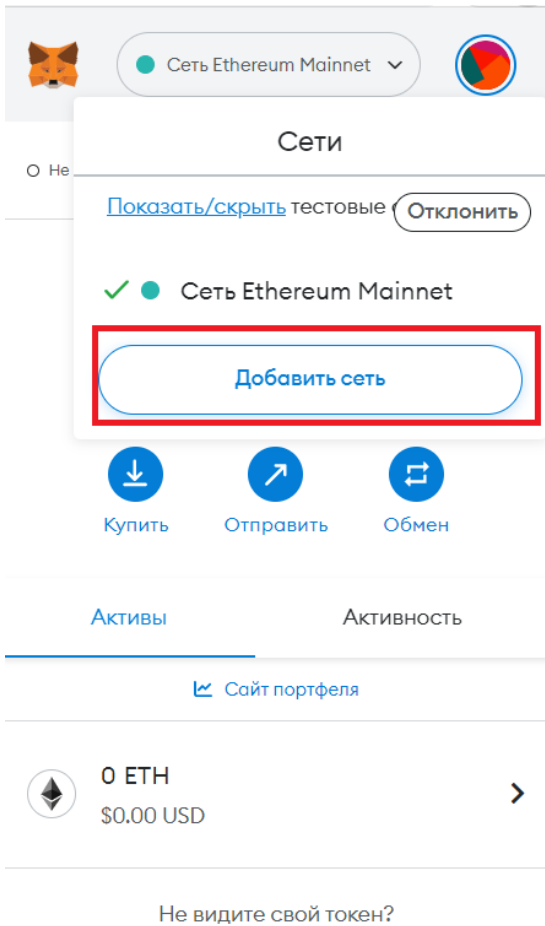 Сеть Ethereum Mainnet
Сети
Не
Показать/скрыть тестовые
Отклонить
Сеть Ethereum Mainnet
Добавить сеть
Купить
Отправить
Обмен
Активы
Активность
Сайт портфеля
0 ETH
$0.00 USD
Не видите свой токен?